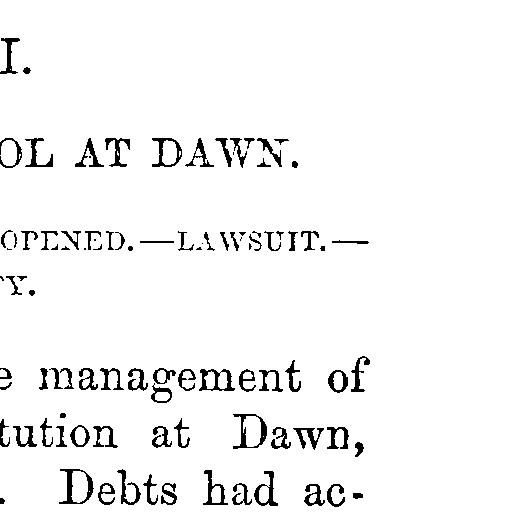 I.
OL AT DAWN.
OPENED.—LAWSUIT.—
TY.
e management of
tution at Dawn,
. Debts had ac-